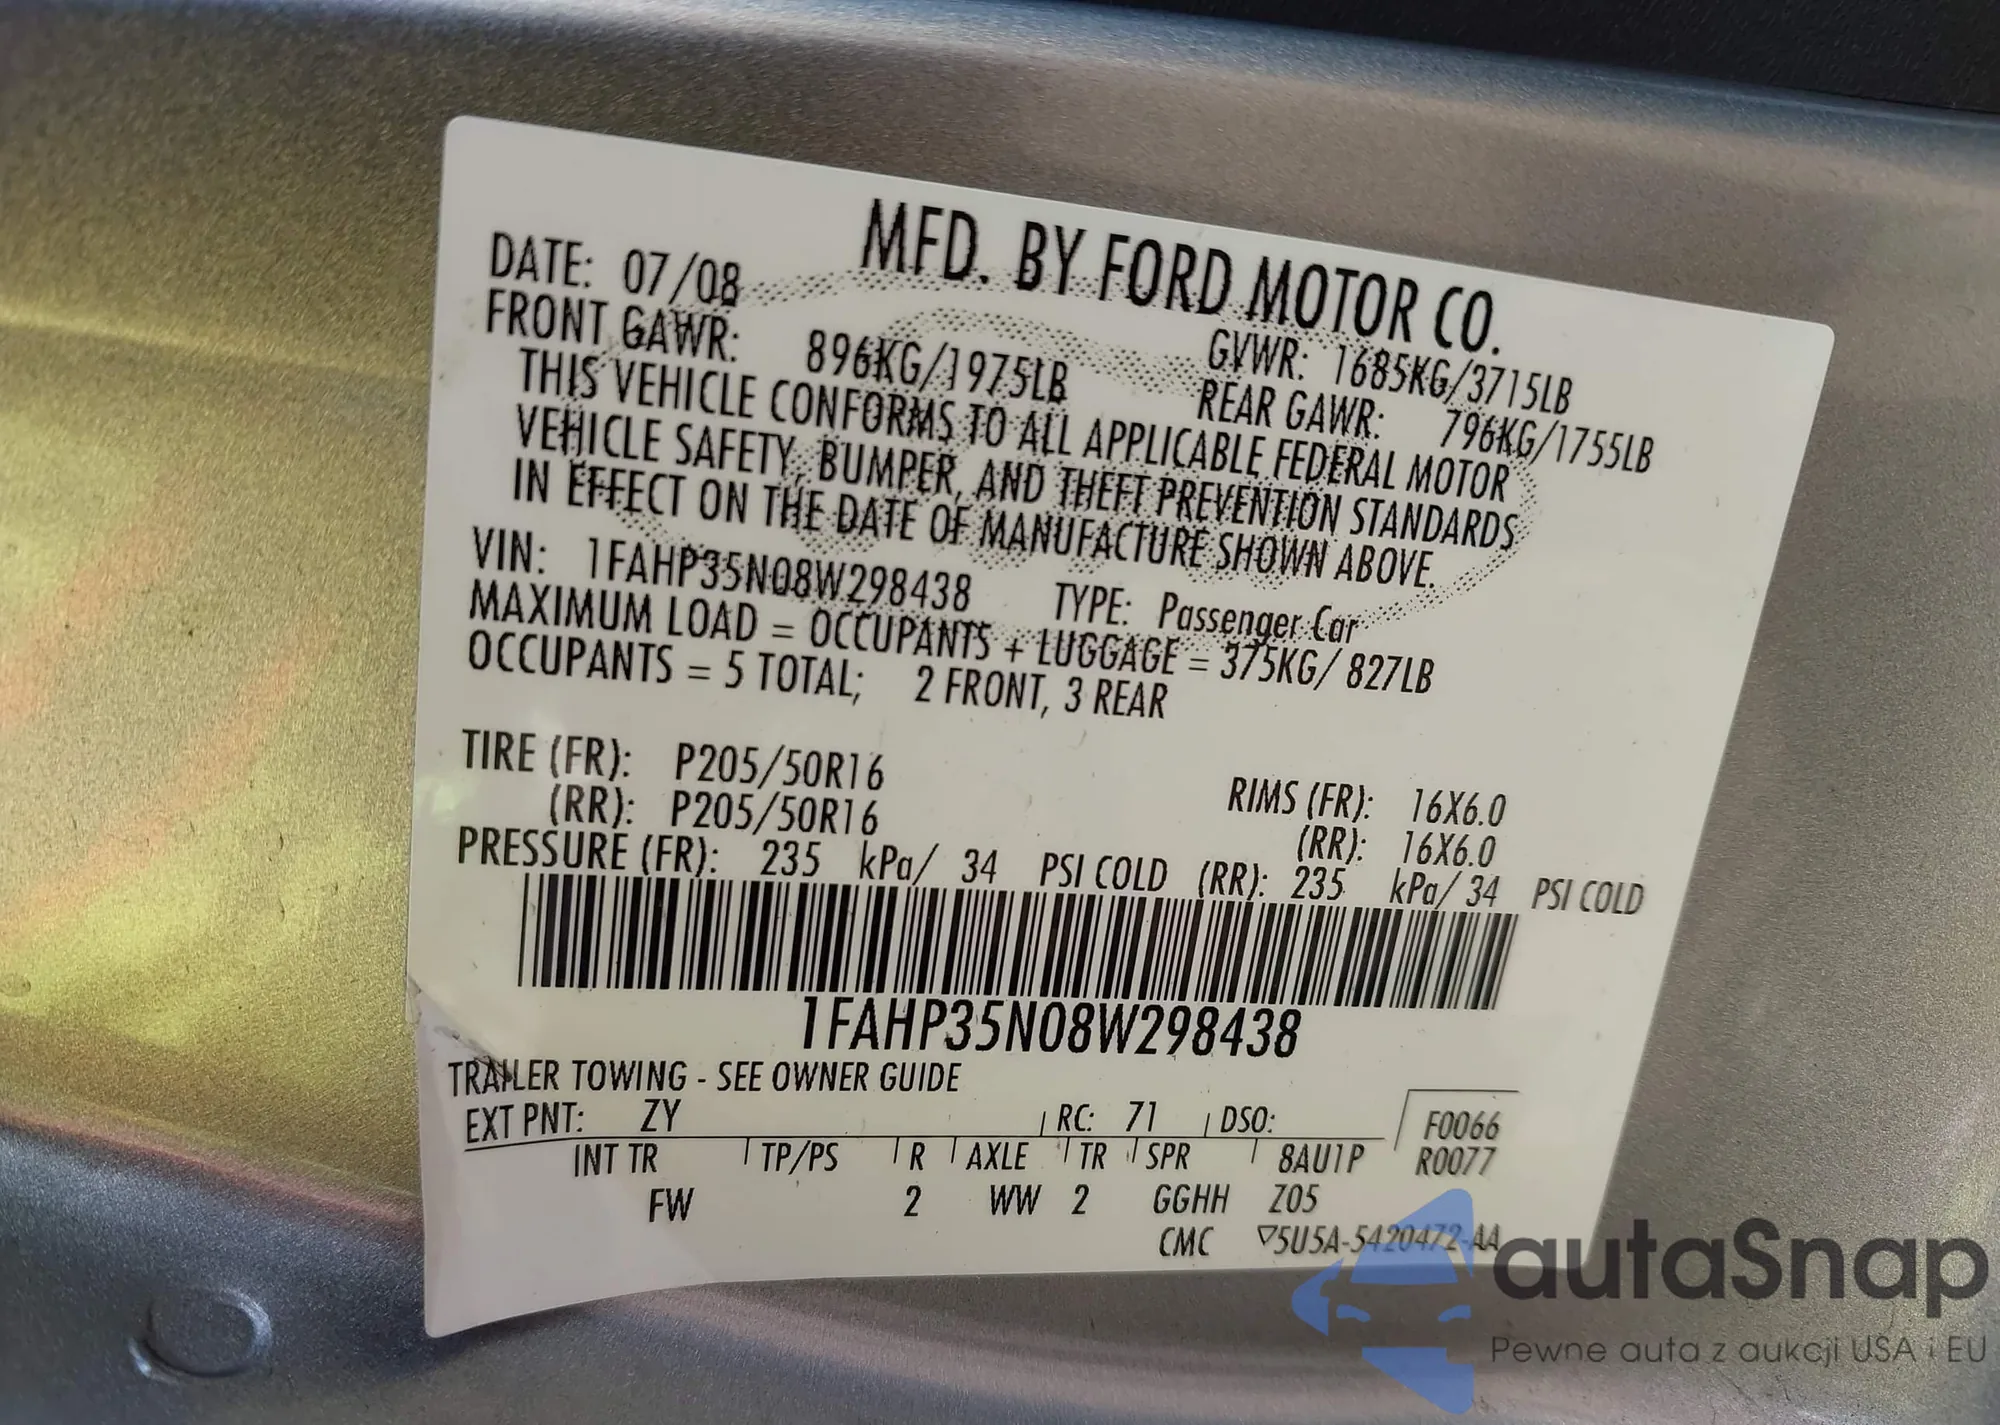 MFD. BY FORD MOTOR CO.
DATE: 07/08 GVWR: 1685KG/3715LB
FRONT GAWR: 896KG/1975LB REAR GAWR: 796KG/1755LB
THIS VEHICLE CONFORMS TO ALL APPLICABLE FEDERAL MOTOR
VEHICLE SAFETY, BUMPER, AND THEFT PREVENTION STANDARDS
IN EFFECT ON THE DATE OF MANUFACTURE SHOWN ABOVE.
VIN: 1FAHP35N08W298438 TYPE: Passenger Car
MAXIMUM LOAD = OCCUPANTS + LUGGAGE = 375KG/ 827LB
OCCUPANTS = 5 TOTAL; 2 FRONT, 3 REAR
TIRE (FR): P205/50R16 RIMS (FR): 16X6.0
(RR): P205/50R16 (RR): 16X6.0
PRESSURE (FR): 235 kPa/ 34 PSI COLD (RR): 235 kPa/ 34 PSI COLD
1FAHP35N08W298438
TRAILER TOWING - SEE OWNER GUIDE
EXT PNT: ZY RC: 71 DSO: F0066
INT TR TP/PS R AXLE TR SPR 8AU1P R0077
FW 2 WW 2 GGHH Z05
CMC ▽5U5A-5420472-AA
autaSnap
Pewne auta z aukcji USA i EU